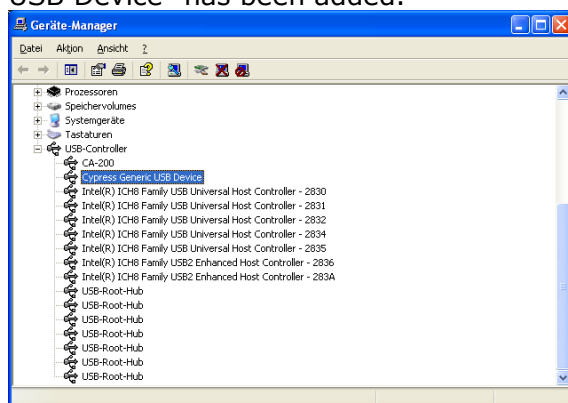 USB Device" has been added:
Geräte-Manager
Datei Aktion Ansicht ?
Prozessoren
Speichervolumes
Systemgeräte
Tastaturen
USB-Controller
CA-200
Cypress Generic USB Device
Intel(R) ICH8 Family USB Universal Host Controller - 2830
Intel(R) ICH8 Family USB Universal Host Controller - 2831
Intel(R) ICH8 Family USB Universal Host Controller - 2832
Intel(R) ICH8 Family USB Universal Host Controller - 2834
Intel(R) ICH8 Family USB Universal Host Controller - 2835
Intel(R) ICH8 Family USB2 Enhanced Host Controller - 2836
Intel(R) ICH8 Family USB2 Enhanced Host Controller - 283A
USB-Root-Hub
USB-Root-Hub
USB-Root-Hub
USB-Root-Hub
USB-Root-Hub
USB-Root-Hub
USB-Root-Hub